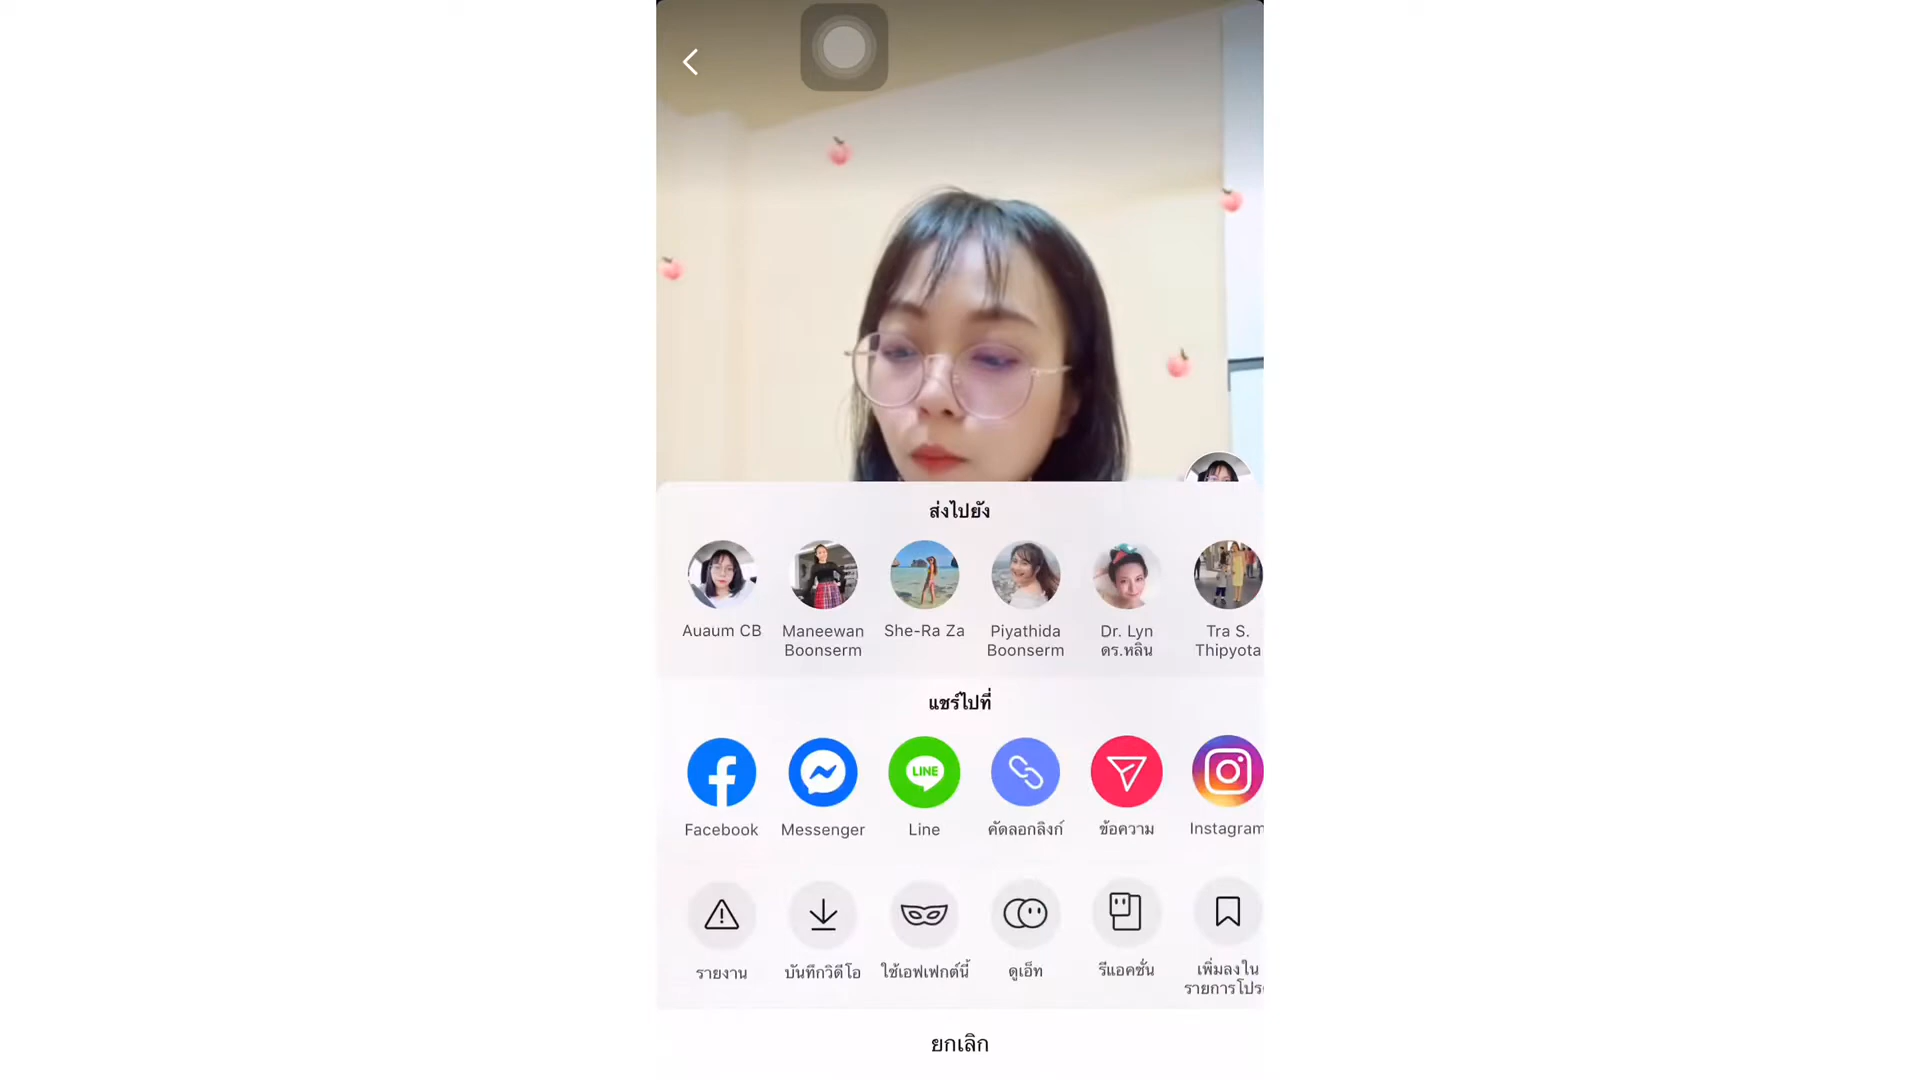 ส่งไปยัง
Auaum CB
Maneewan Boonserm
She-Ra Za
Piyathida Boonserm
Dr. Lyn ดร.หลิน
Tra S. Thipyota
แชร์ไปที่
LINE
Facebook
Messenger
Line
คัดลอกลิงก์
ข้อความ
Instagram
รายงาน
บันทึกวิดีโอ
ใช้เอฟเฟกต์นี้
ดูเอ็ท
รีแอคชั่น
เพิ่มลงใน
ยกเลิก